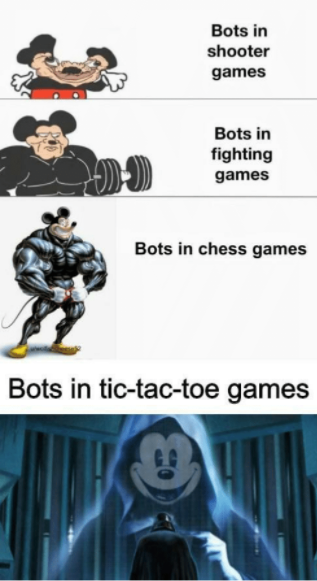 Bots in
shooter
games
Bots in
fighting
games
Bots in chess games
Bots in tic-tac-toe games